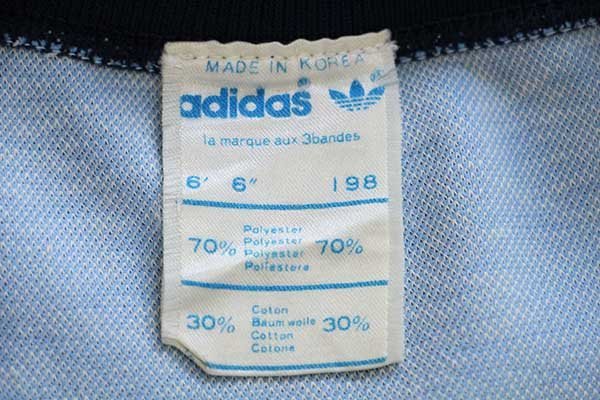 MADE IN KOREA
adidas®
la marque aux 3bandes
6' 6" 198
Polyester
70% Polyester 70%
Polyester
Poliestere
Coton
30% Baumwolle 30%
Cotton
Cotone